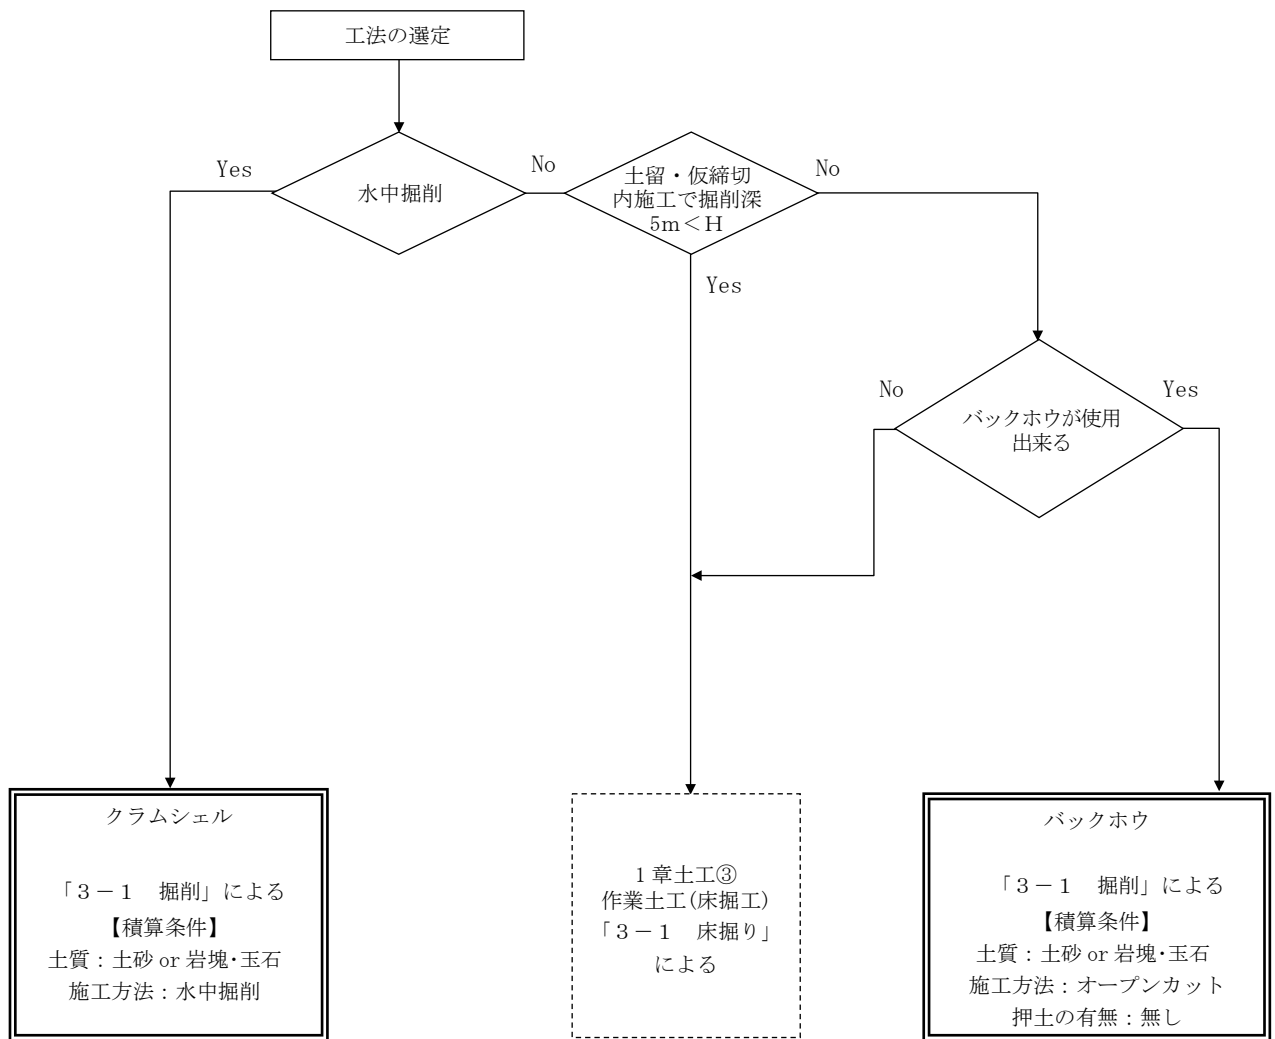 工法の選定
Yes
水中掘削
No
土留・仮締切
内施工で掘削深
5m＜H
No
Yes
No
バックホウが使用
出来る
Yes
クラムシェル
「３－１　掘削」による
【積算条件】
土質：土砂 or 岩塊･玉石
施工方法：水中掘削
1 章土工③
作業土工(床掘工)
「３－１　床掘り」
による
バックホウ
「３－１　掘削」による
【積算条件】
土質：土砂 or 岩塊･玉石
施工方法：オープンカット
押土の有無：無し